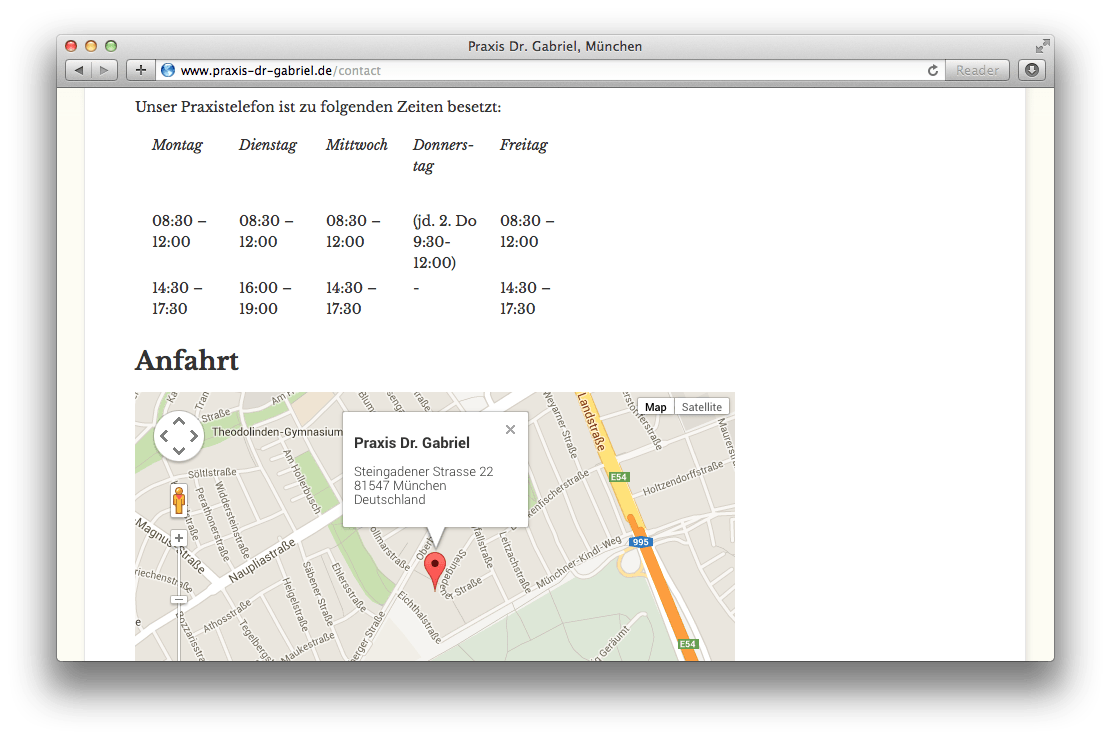 Praxis Dr. Gabriel, München
www.praxis-dr-gabriel.de/contact
Reader
Unser Praxistelefon ist zu folgenden Zeiten besetzt:
Montag Dienstag Mittwoch Donners- Freitag
tag
08:30 – 08:30 – 08:30 – (jd. 2. Do 08:30 –
12:00 12:00 12:00 9:30- 12:00
12:00)
14:30 – 16:00 – 14:30 – - 14:30 –
17:30 19:00 17:30 17:30
Anfahrt
Map Satellite
Theodolinden-Gymnasium
Praxis Dr. Gabriel
Steingadener Strasse 22
81547 München
Deutschland
Straße
Am Hollerbusch
Söltlstraße
Perathonerstraße
Widdersteinstraße
Naupliastraße
Weyarner Straße
Landstraße
E54
Holtzendorffstraße
995
Münchner-Kindl-Weg
Leitzachstraße
Straße
Eichthalstraße
Ehlersstraße
Säbener Straße
Heigelstraße
Athosstraße
Maukestraße
E54